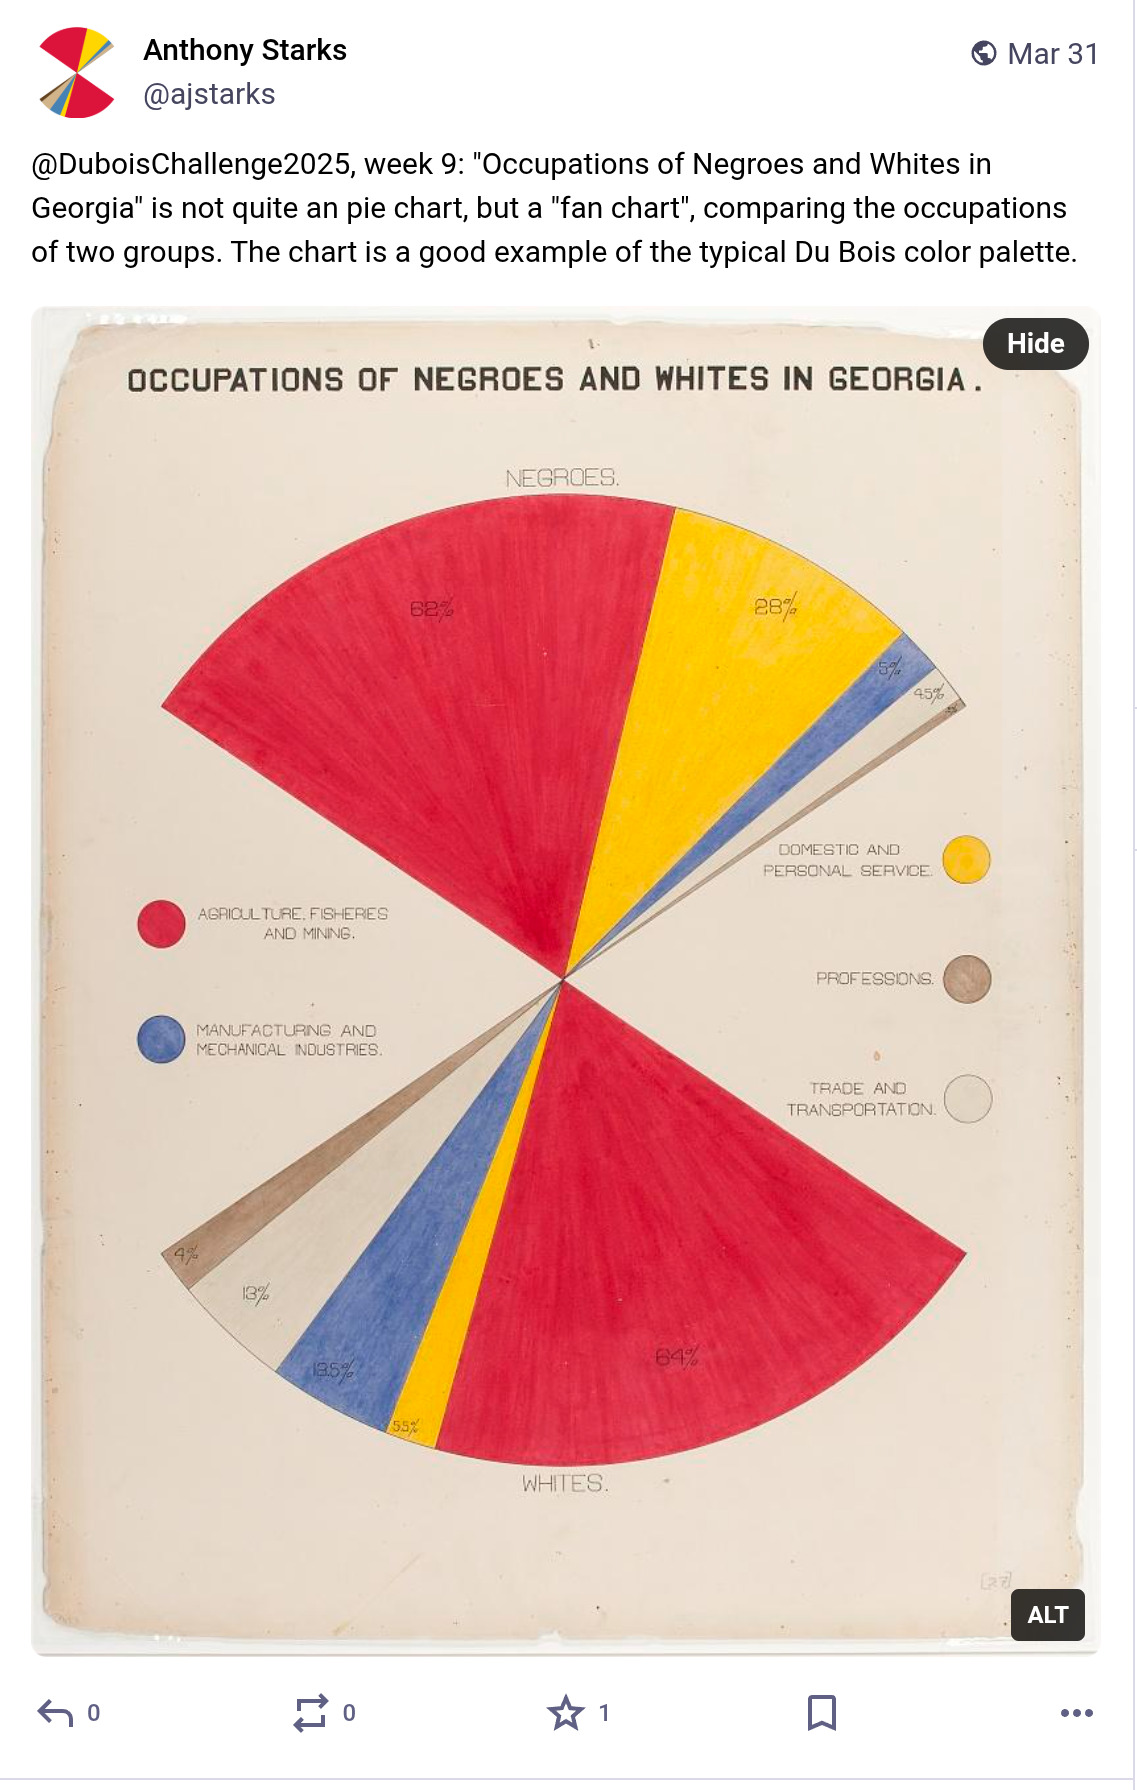 Anthony Starks
@ajstarks
Mar 31
@DuboisChallenge2025, week 9: "Occupations of Negroes and Whites in
Georgia" is not quite an pie chart, but a "fan chart", comparing the occupations
of two groups. The chart is a good example of the typical Du Bois color palette.
Hide
OCCUPATIONS OF NEGROES AND WHITES IN GEORGIA.
NEGROES.
62%
28%
5%
4.5%
DOMESTIC AND
PERSONAL SERVICE.
AGRICULTURE, FISHERIES
AND MINING.
PROFESSIONS.
MANUFACTURING AND
MECHANICAL INDUSTRIES.
TRADE AND
TRANSPORTATION.
4%
13%
13.5%
5.5%
64%
WHITES.
ALT
0
0
1